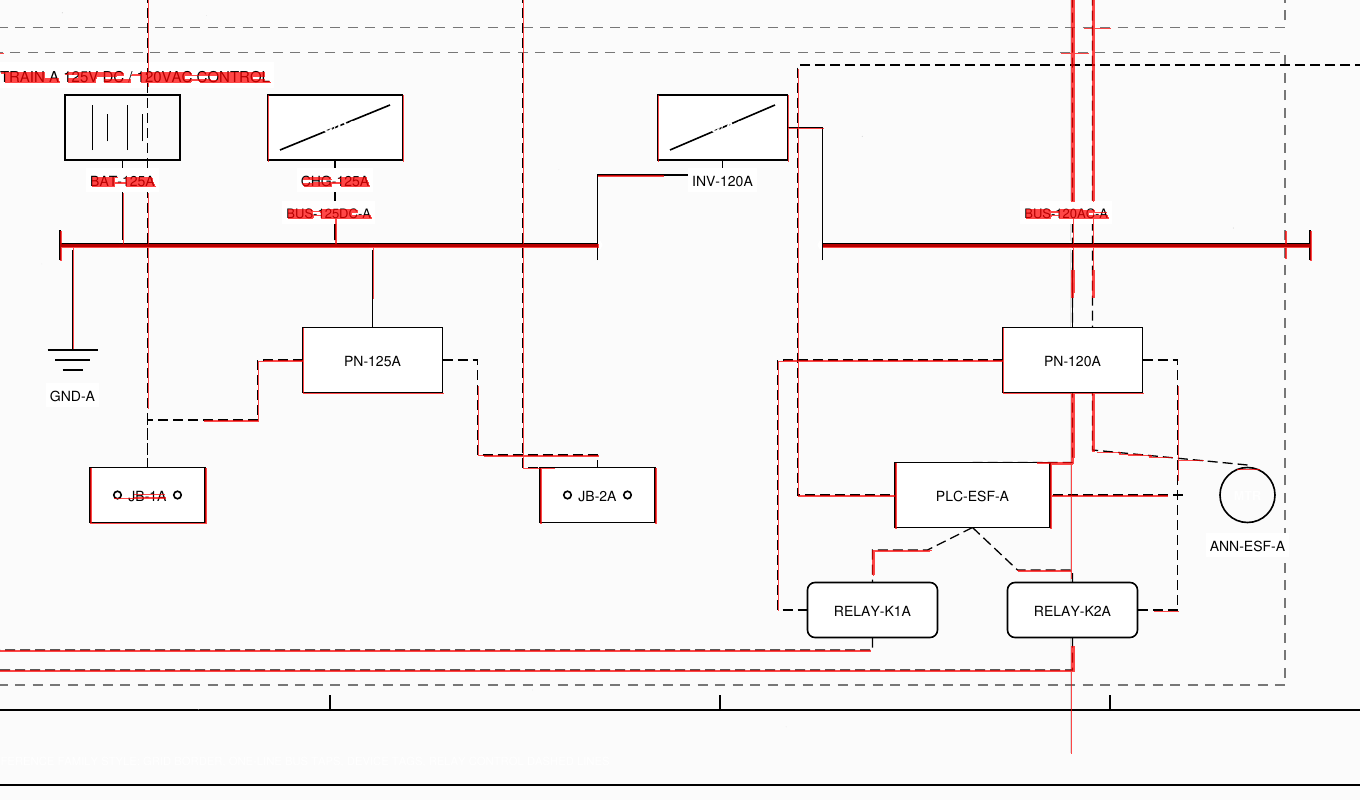 TRAIN A 125V DC / 120VAC CONTROL
BAT-125A
CHG-125A
INV-120A
BUS-125DC-A
BUS-120AC-A
PN-125A
PN-120A
GND-A
JB-1A
JB-2A
PLC-ESF-A
ANN-ESF-A
RELAY-K1A
RELAY-K2A